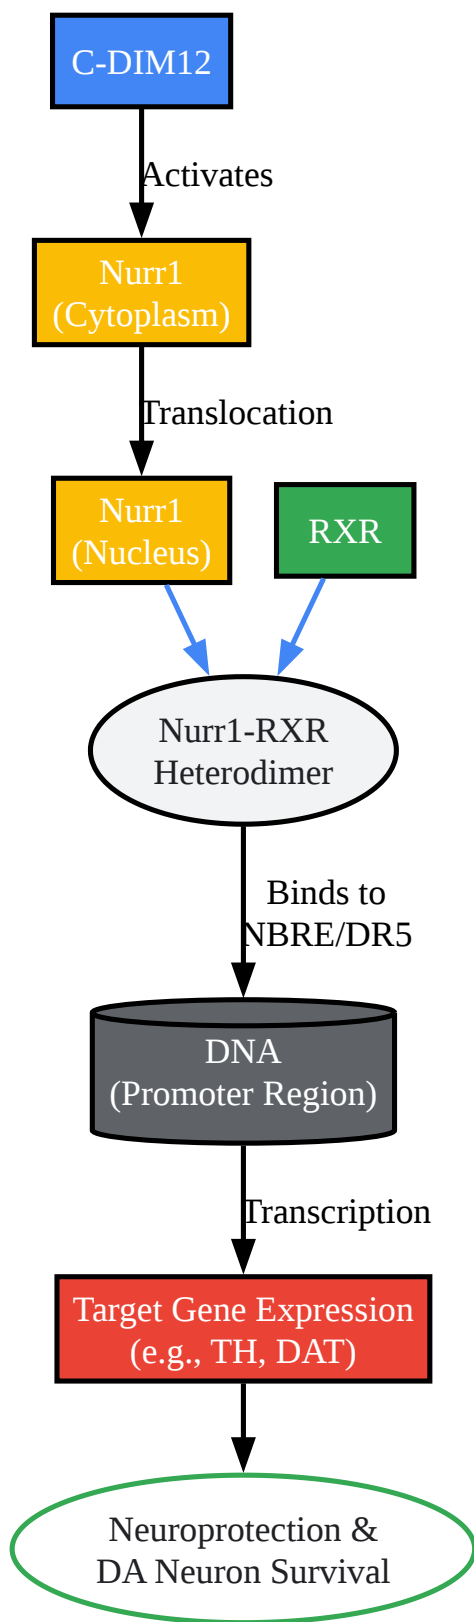 C-DIM12
Activates
Nurr1
(Cytoplasm)
Translocation
Nurr1
(Nucleus)
RXR
Nurr1-RXR
Heterodimer
Binds to
NBRE/DR5
DNA
(Promoter Region)
Transcription
Target Gene Expression
(e.g., TH, DAT)
Neuroprotection &
DA Neuron Survival